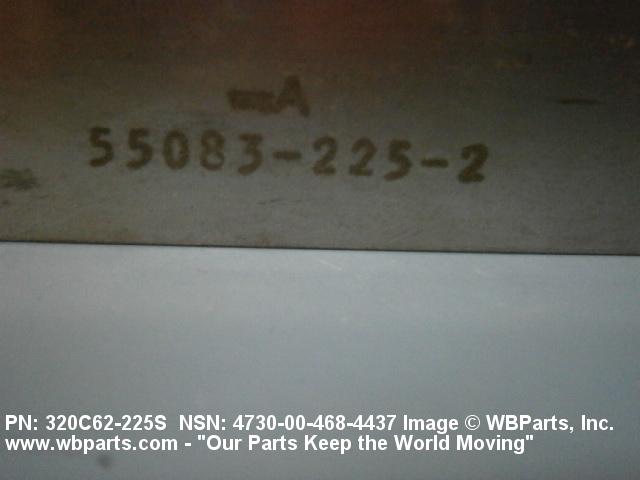 A
55083-225-2
PN: 320C62-225S NSN: 4730-00-468-4437 Image © WBParts, Inc.
www.wbparts.com - "Our Parts Keep the World Moving"